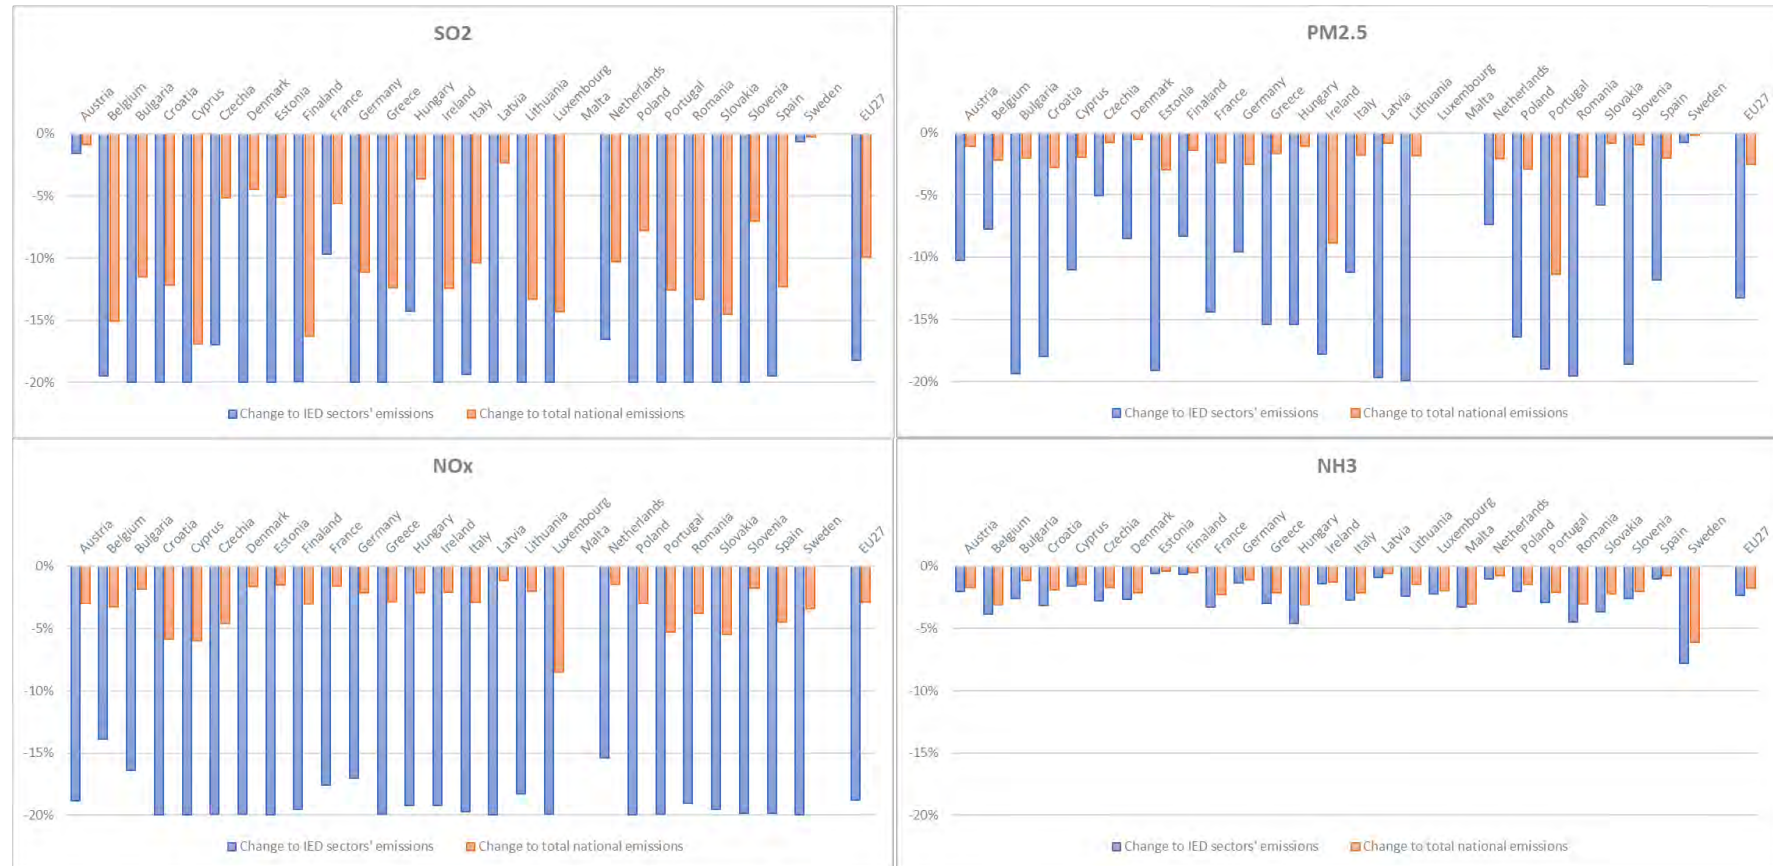 SO2
Austria
Belgium
Bulgaria
Croatia
Cyprus
Czechia
Denmark
Estonia
Finaland
France
Germany
Greece
Hungary
Ireland
Italy
Latvia
Lithuania
Luxembourg
Malta
Netherlands
Poland
Portugal
Romania
Slovakia
Slovenia
Spain
Sweden
EU27
0%
-5%
-10%
-15%
-20%
Change to IED sectors' emissions
Change to total national emissions
PM2.5
Austria
Belgium
Bulgaria
Croatia
Cyprus
Czechia
Denmark
Estonia
Finaland
France
Germany
Greece
Hungary
Ireland
Italy
Latvia
Lithuania
Luxembourg
Malta
Netherlands
Poland
Portugal
Romania
Slovakia
Slovenia
Spain
Sweden
EU27
0%
-5%
-10%
-15%
-20%
Change to IED sectors' emissions
Change to total national emissions
NOx
Austria
Belgium
Bulgaria
Croatia
Cyprus
Czechia
Denmark
Estonia
Finaland
France
Germany
Greece
Hungary
Ireland
Italy
Latvia
Lithuania
Luxembourg
Malta
Netherlands
Poland
Portugal
Romania
Slovakia
Slovenia
Spain
Sweden
EU27
0%
-5%
-10%
-15%
-20%
Change to IED sectors' emissions
Change to total national emissions
NH3
Austria
Belgium
Bulgaria
Croatia
Cyprus
Czechia
Denmark
Estonia
Finaland
France
Germany
Greece
Hungary
Ireland
Italy
Latvia
Lithuania
Luxembourg
Malta
Netherlands
Poland
Portugal
Romania
Slovakia
Slovenia
Spain
Sweden
EU27
0%
-5%
-10%
-15%
-20%
Change to IED sectors' emissions
Change to total national emissions